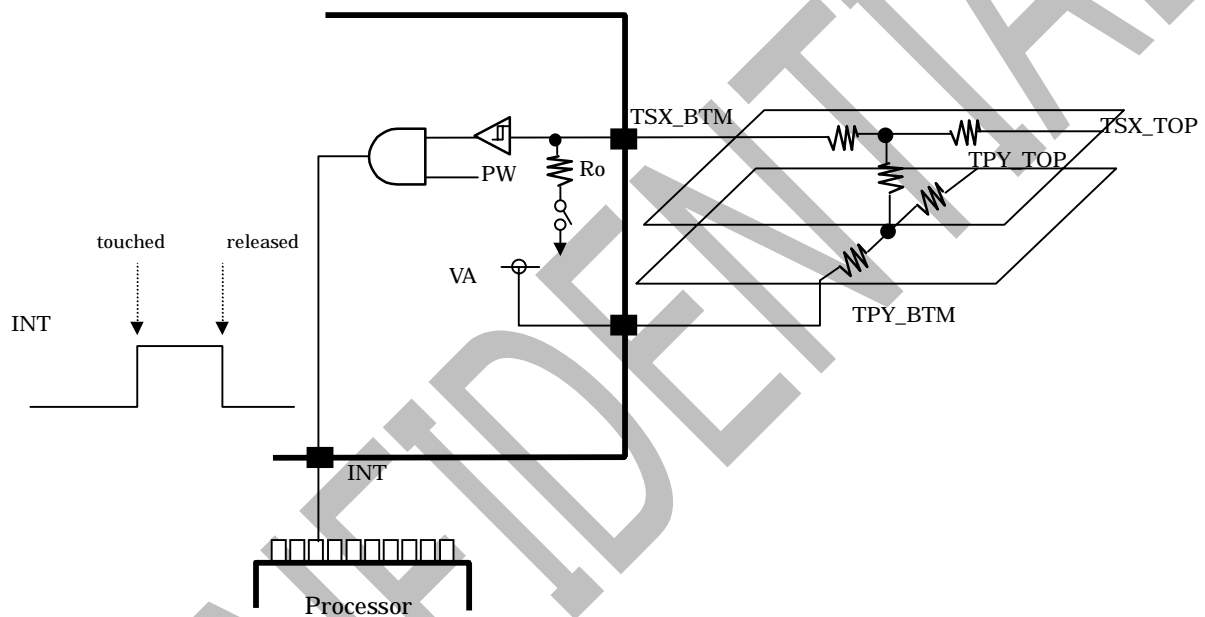 TSX_BTM
TSX_TOP
TPY_TOP
PW
Ro
touched
released
VA
TPY_BTM
INT
INT
Processor